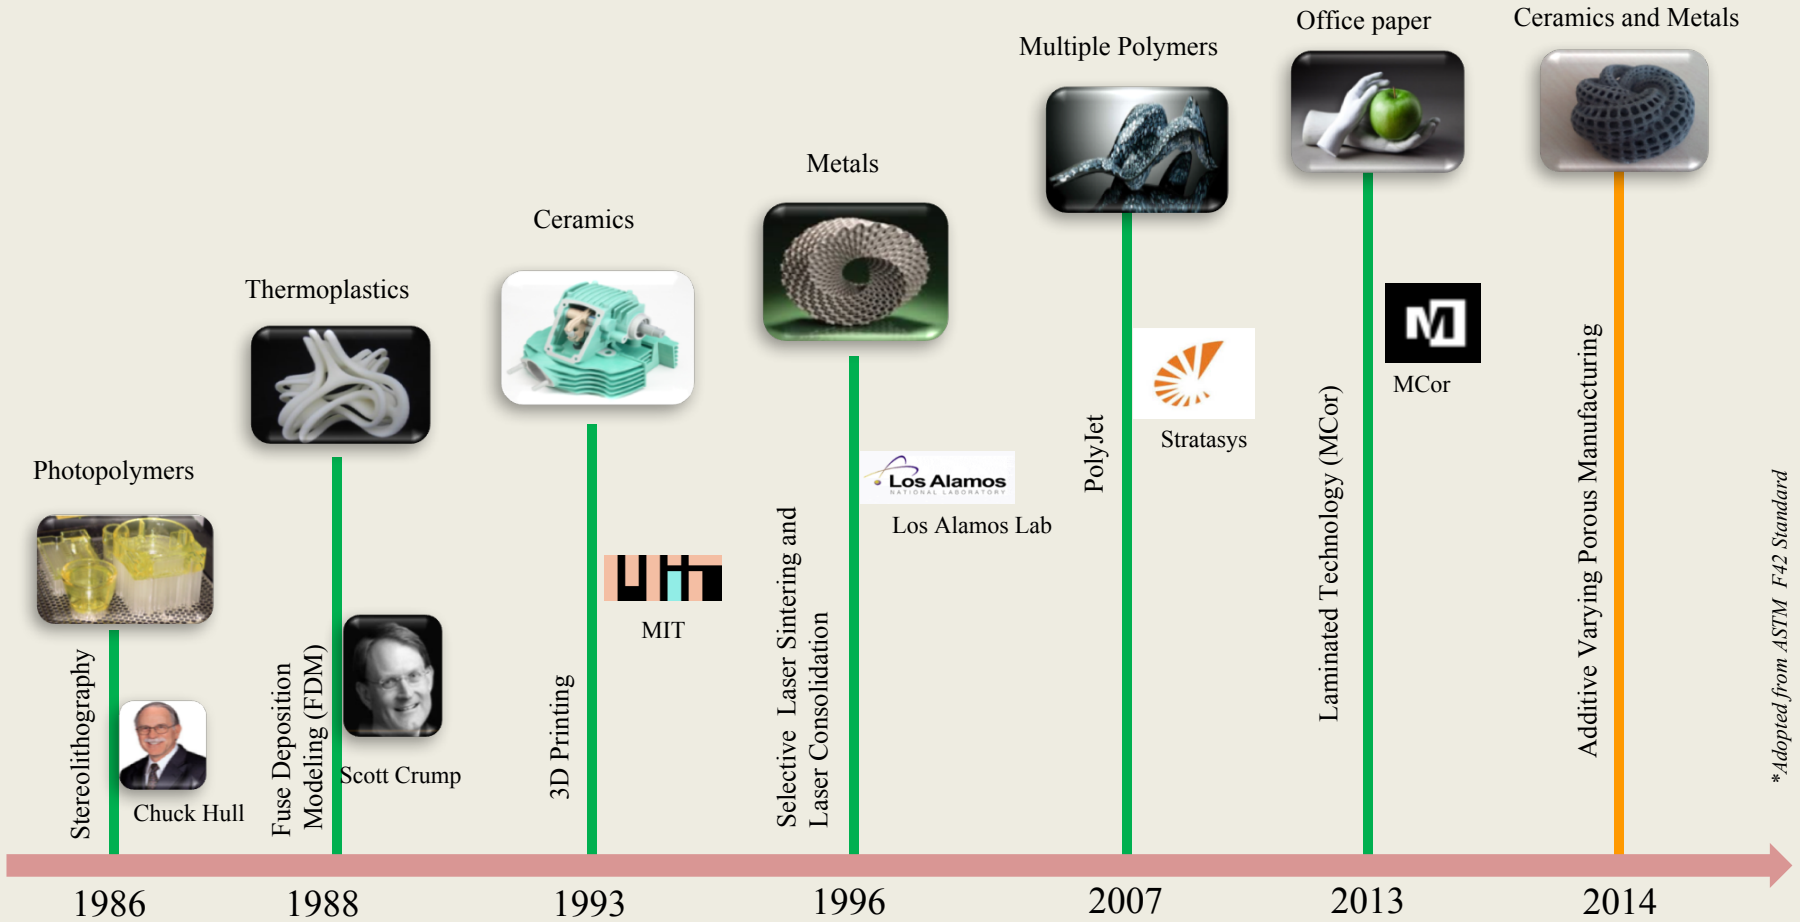 Photopolymers
Stereolithography
Chuck Hull
1986
Thermoplastics
Fuse Deposition
Modeling (FDM)
Scott Crump
1988
Ceramics
3D Printing
MIT
1993
Metals
Selective Laser Sintering and
Laser Consolidation
Los Alamos
NATIONAL LABORATORY
Los Alamos Lab
1996
Multiple Polymers
PolyJet
Stratasys
2007
Office paper
Laminated Technology (MCor)
M
MCor
2013
Ceramics and Metals
Additive Varying Porous Manufacturing
2014
*Adopted from ASTM F42 Standard